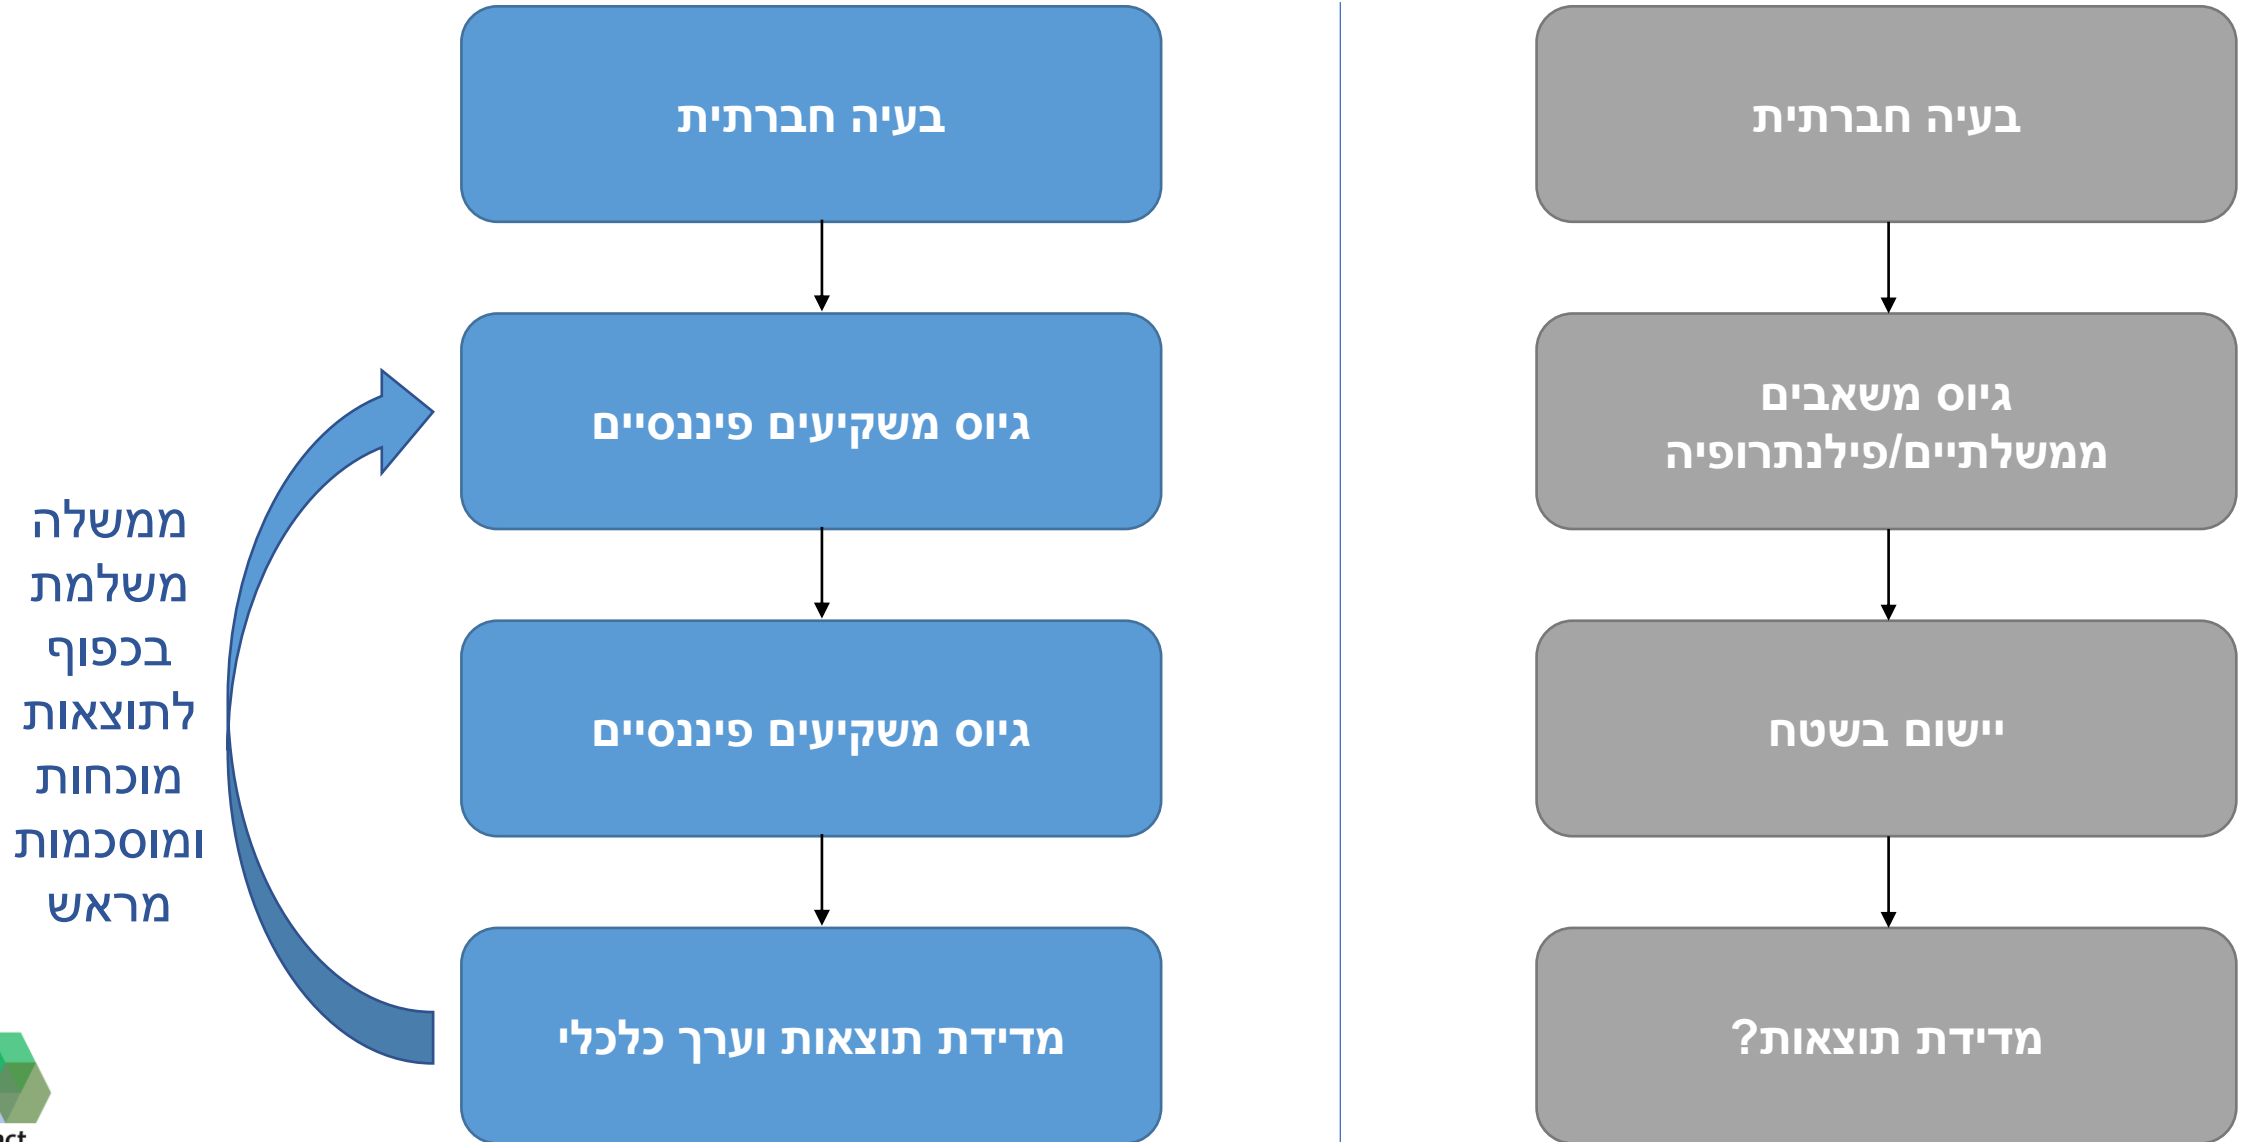 בעיה חברתית
גיוס משאבים
ממשלתיים/פילנתרופיה
יישום בשטח
מדידת תוצאות?
בעיה חברתית
גיוס משקיעים פיננסיים
גיוס משקיעים פיננסיים
מדידת תוצאות וערך כלכלי
ממשלה
משלמת
בכפוף
לתוצאות
מוכחות
ומוסכמות
מראש